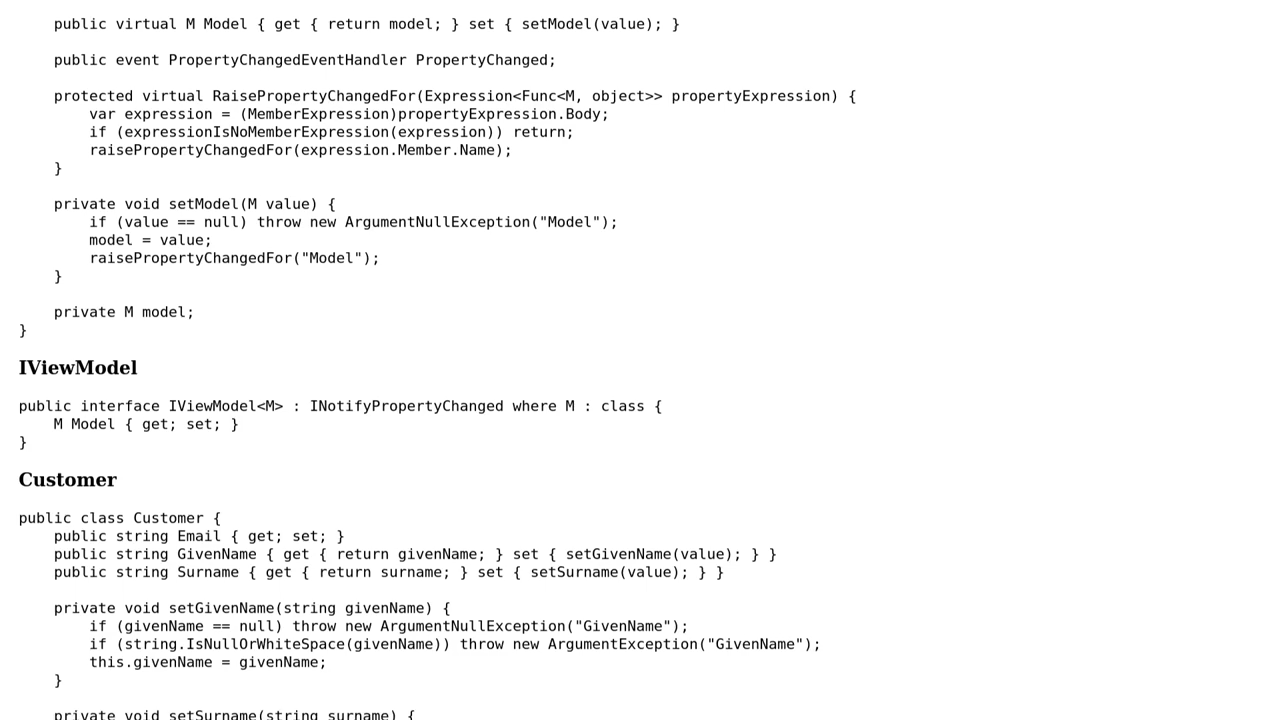 public virtual M Model { get { return model; } set { setModel(value); }
public event PropertyChangedEventHandler PropertyChanged;
protected virtual RaisePropertyChangedFor(Expression<Func<M, object>> propertyExpression) {
var expression = (MemberExpression)propertyExpression.Body;
if (expressionIsNoMemberExpression(expression)) return;
raisePropertyChangedFor(expression.Member.Name);
}
private void setModel(M value) {
if (value == null) throw new ArgumentNullException("Model");
model = value;
raisePropertyChangedFor("Model");
}
private M model;
}
IViewModel
public interface IViewModel<M> : INotifyPropertyChanged where M : class {
M Model { get; set; }
}
Customer
public class Customer {
public string Email { get; set; }
public string GivenName { get { return givenName; } set { setGivenName(value); } }
public string Surname { get { return surname; } set { setSurname(value); } }
private void setGivenName(string givenName) {
if (givenName == null) throw new ArgumentNullException("GivenName");
if (string.IsNullOrWhiteSpace(givenName)) throw new ArgumentException("GivenName");
this.givenName = givenName;
}
private void setSurname(string surname) {